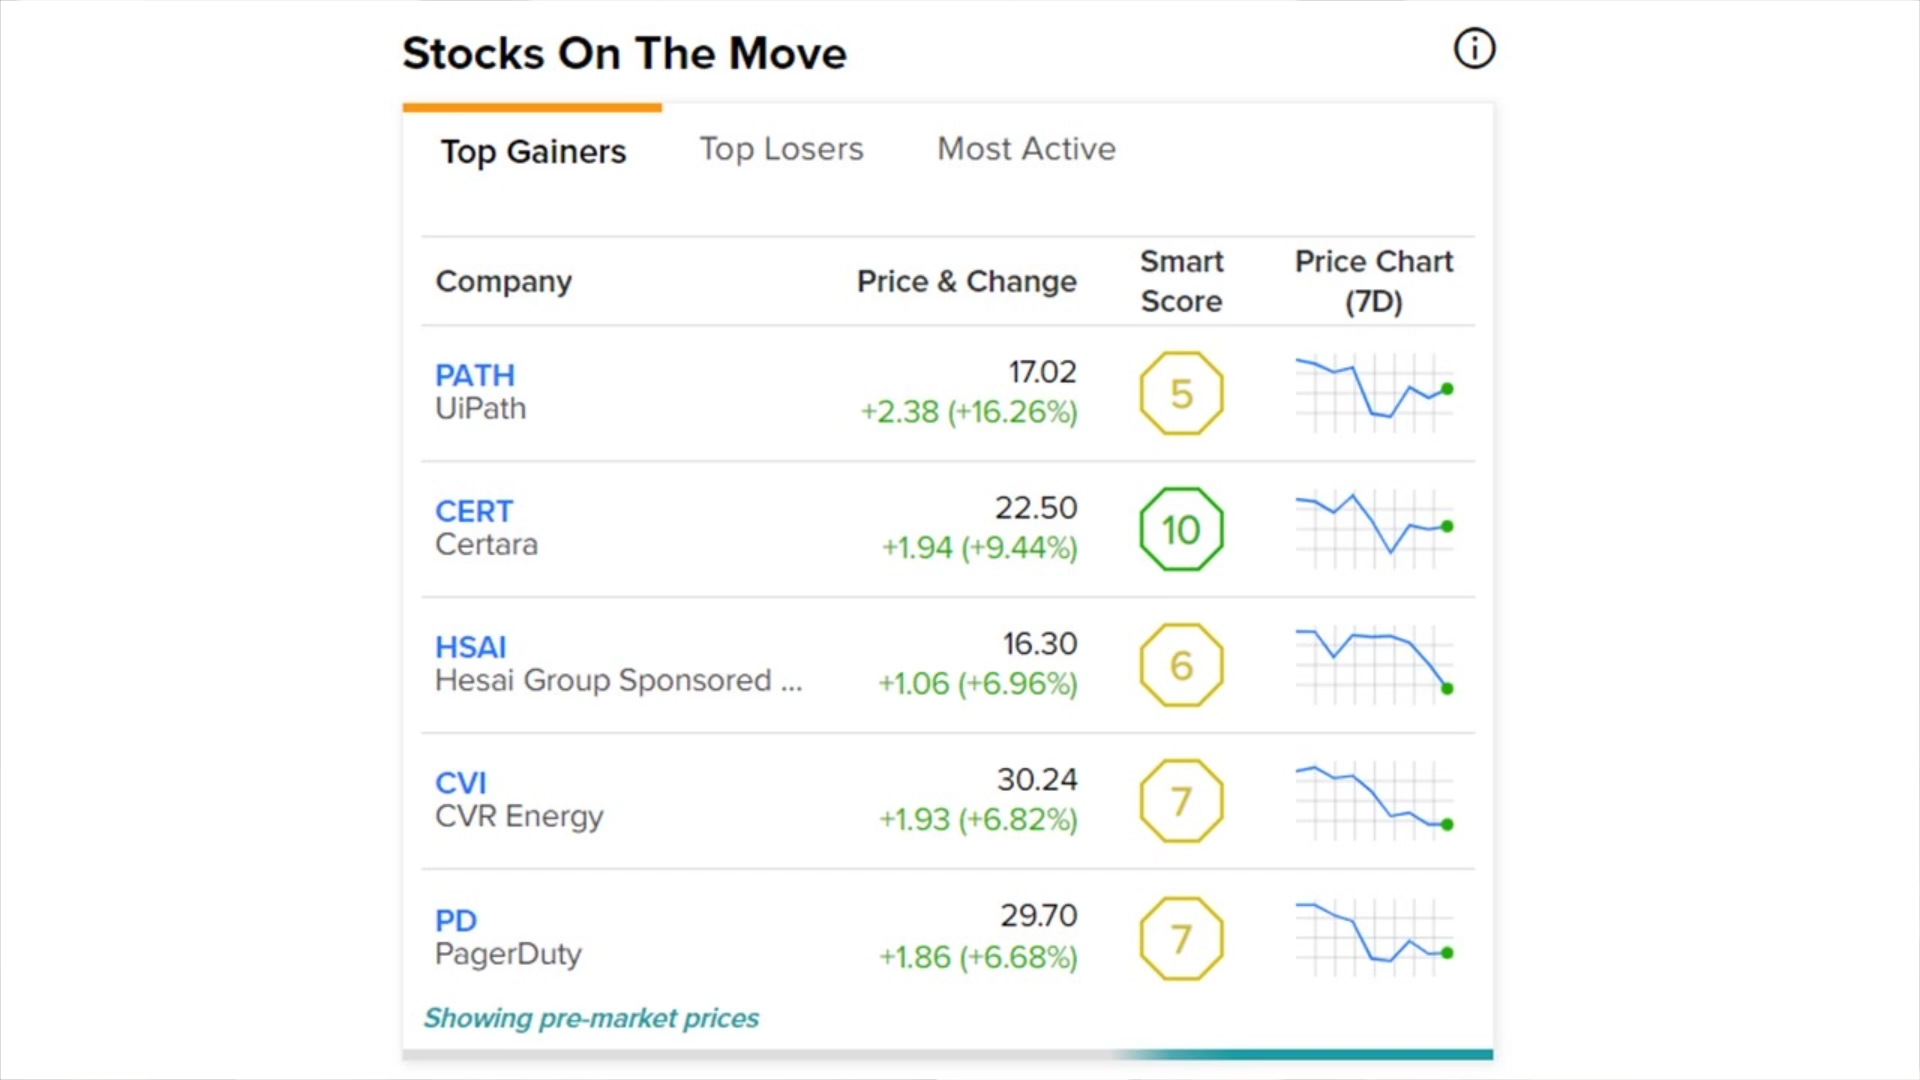 Stocks On The Move
Top Gainers
Top Losers
Most Active
Company
Price & Change
Smart
Score
Price Chart
(7D)
PATH
UiPath
17.02
+2.38 (+16.26%)
5
CERT
Certara
22.50
+1.94 (+9.44%)
10
HSAI
Hesai Group Sponsored ...
16.30
+1.06 (+6.96%)
6
CVI
CVR Energy
30.24
+1.93 (+6.82%)
7
PD
PagerDuty
29.70
+1.86 (+6.68%)
7
Showing pre-market prices